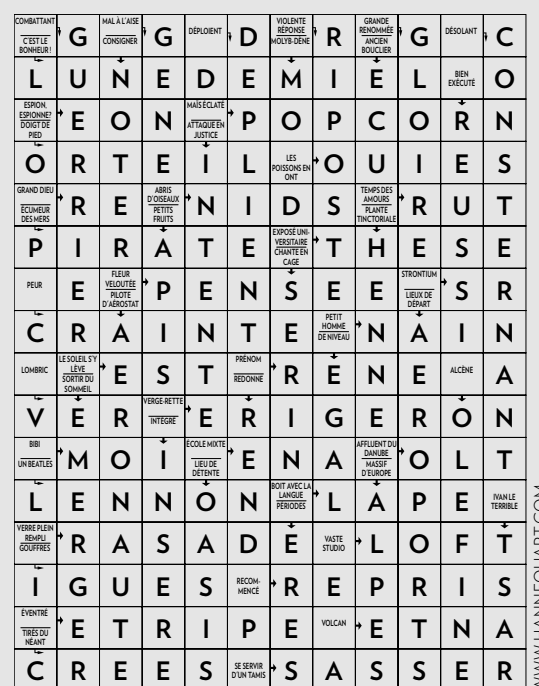 COMBATTANT
C'EST LE
BONHEUR !
G
MAL À L'AISE
CONSIGNER
G
DÉPLOIENT
D
VIOLENTE
RÉPONSE
MOLYB-DÈNE
R
GRANDE
RENOMMÉE
ANCIEN
BOUCLIER
G
DÉSOLANT
C
L U N E D E M I E L
BIEN
EXÉCUTÉ
O
ESPION,
ESPIONNE?
DOIGT DE
PIED
E O N
MAÏS ÉCLATÉ
ATTAQUE EN
JUSTICE
P O P C O R N
O R T E I L
LES
POISSONS EN
ONT
O U I E S
GRAND DIEU
ÉCUMEUR
DES MERS
R E
ABRIS
D'OISEAUX
PETITS
FRUITS
N I D S
TEMPS DES
AMOURS
PLANTE
TINCTORIALE
R U T
P I R A T E
EXPOSÉ UNI-
VERSITAIRE
CHANTE EN
CAGE
T H E S E
PEUR
E
FLEUR
VELOUTÉE
PILOTE
D'AÉROSTAT
P E N S E E
STRONTIUM
LIEUX DE
DÉPART
S R
C R A I N T E
PETIT
HOMME
DE NIVEAU
N A I N
LOMBRIC
LE SOLEIL S'Y
LÈVE
SORTIR DU
SOMMEIL
E S T
PRÉNOM
REDONNE
R E N E
ALCÈNE
A
V E R
VERGE-RETTE
INTÈGRE
E R I G E R O N
BIBI
UN BEATLES
M O I
ÉCOLE MIXTE
LIEU DE
DÉTENTE
E N A
AFFLUENT DU
DANUBE
MASSIF
D'EUROPE
O L T
L E N N O N
BOIT AVEC LA
LANGUE
PÉRIODES
L A P E
IVAN LE
TERRIBLE
VERRE PLEIN
REMPLI
GOUFFRES
R A S A D E
VASTE
STUDIO
L O F T
I G U E S
RECOM-
MENCÉ
R E P R I S
ÉVENTRÉ
TIRÉS DU
NÉANT
E T R I P E
VOLCAN
E T N A
C R E E S
SE SERVIR
D'UN TAMIS
S A S S E R
WWW.HANNEQUART.COM